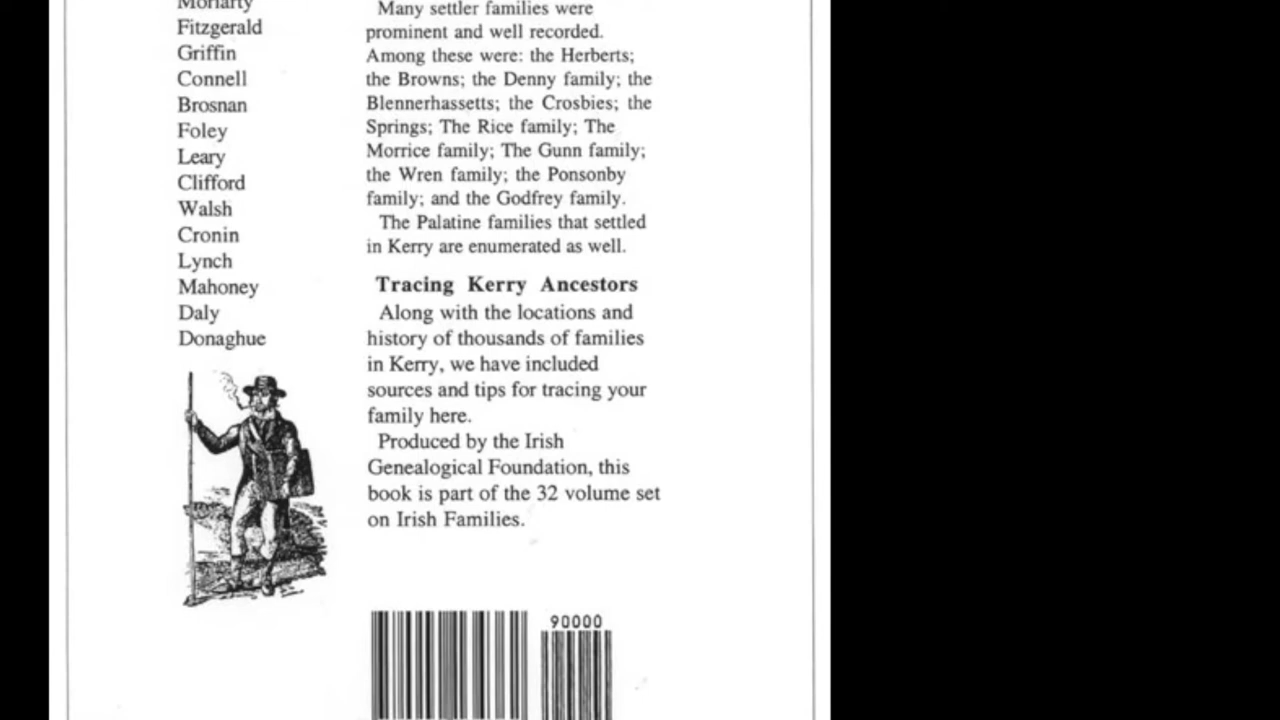 Moriarty
Fitzgerald
Griffin
Connell
Brosnan
Foley
Leary
Clifford
Walsh
Cronin
Lynch
Mahoney
Daly
Donaghue
Many settler families were
prominent and well recorded.
Among these were: the Herberts;
the Browns; the Denny family; the
Blennerhassetts; the Crosbies; the
Springs; The Rice family; The
Morrice family; The Gunn family;
the Wren family; the Ponsonby
family; and the Godfrey family.
The Palatine families that settled
in Kerry are enumerated as well.
Tracing Kerry Ancestors
Along with the locations and
history of thousands of families
in Kerry, we have included
sources and tips for tracing your
family here.
Produced by the Irish
Genealogical Foundation, this
book is part of the 32 volume set
on Irish Families.
90000